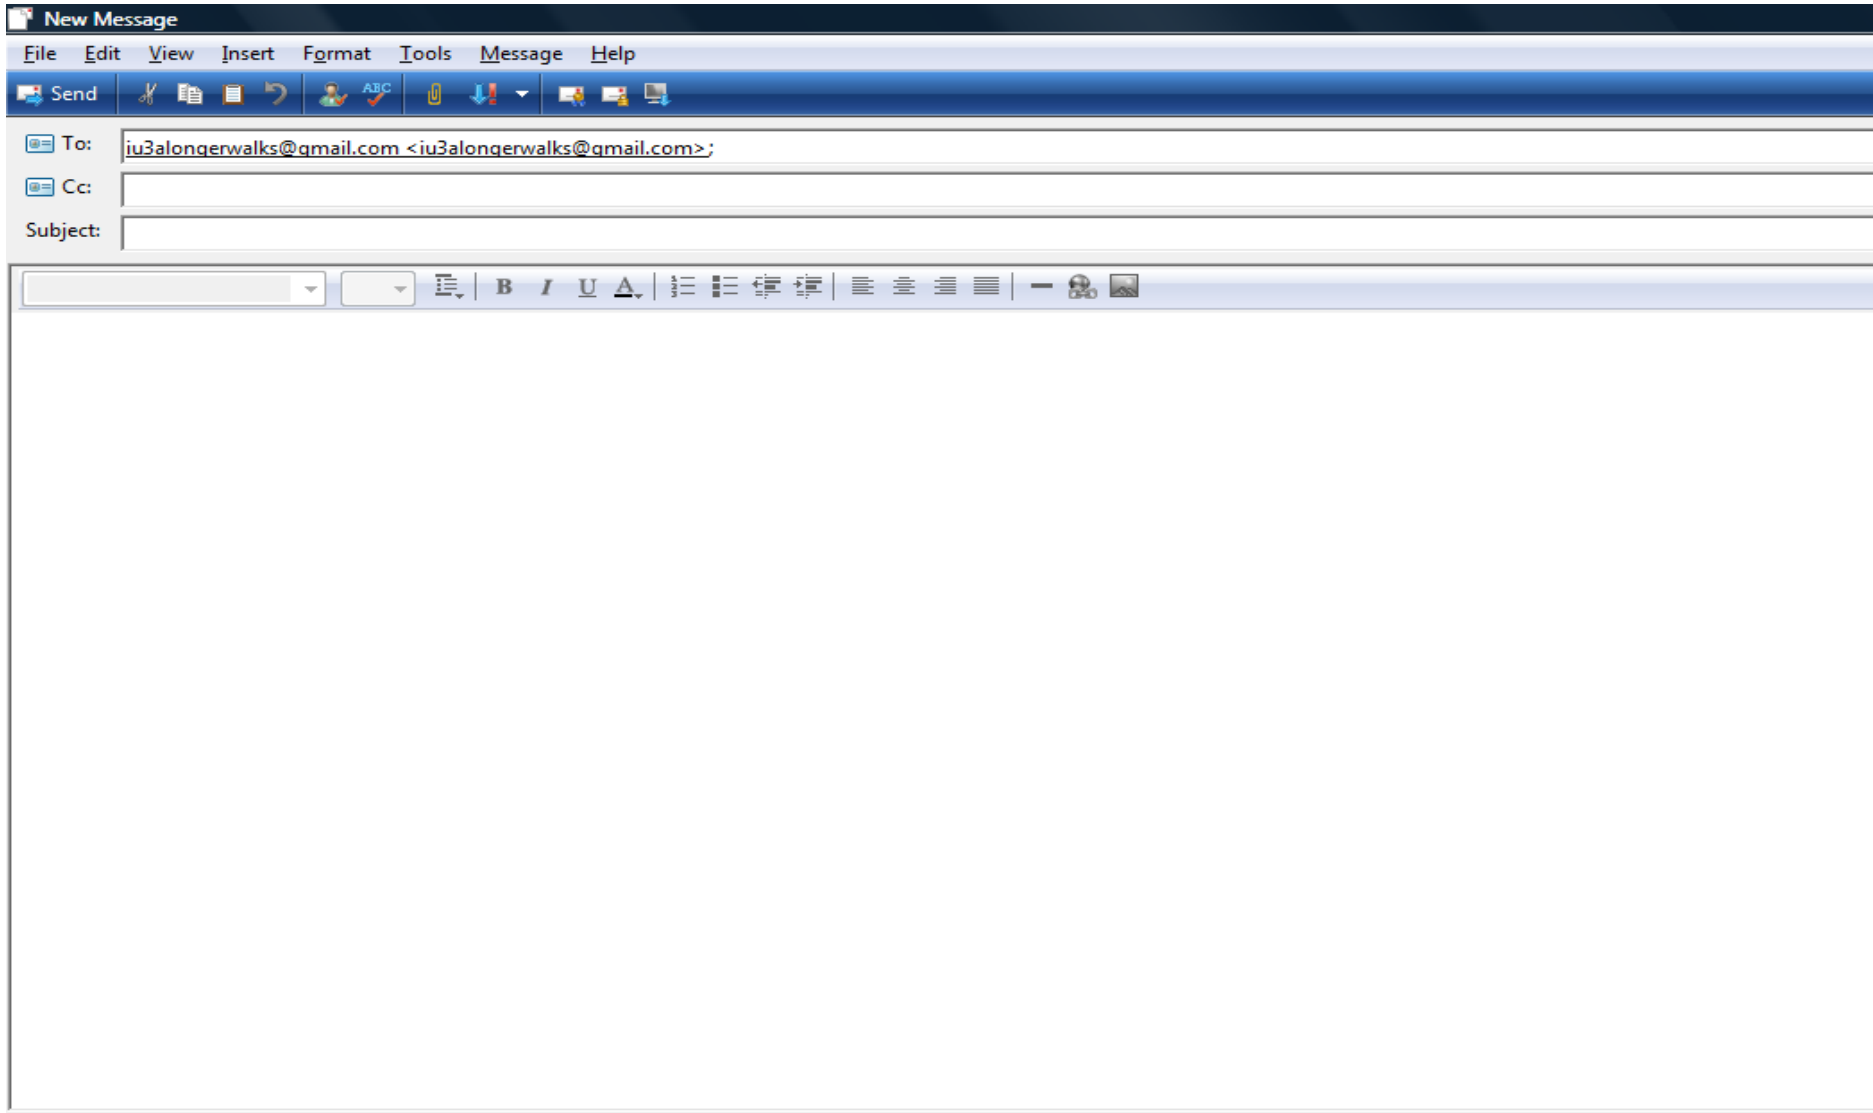 New Message
File Edit View Insert Format Tools Message Help
Send ABC
To: iu3alongerwalks@gmail.com <iu3alongerwalks@gmail.com>;
Cc:
Subject:
B I U A